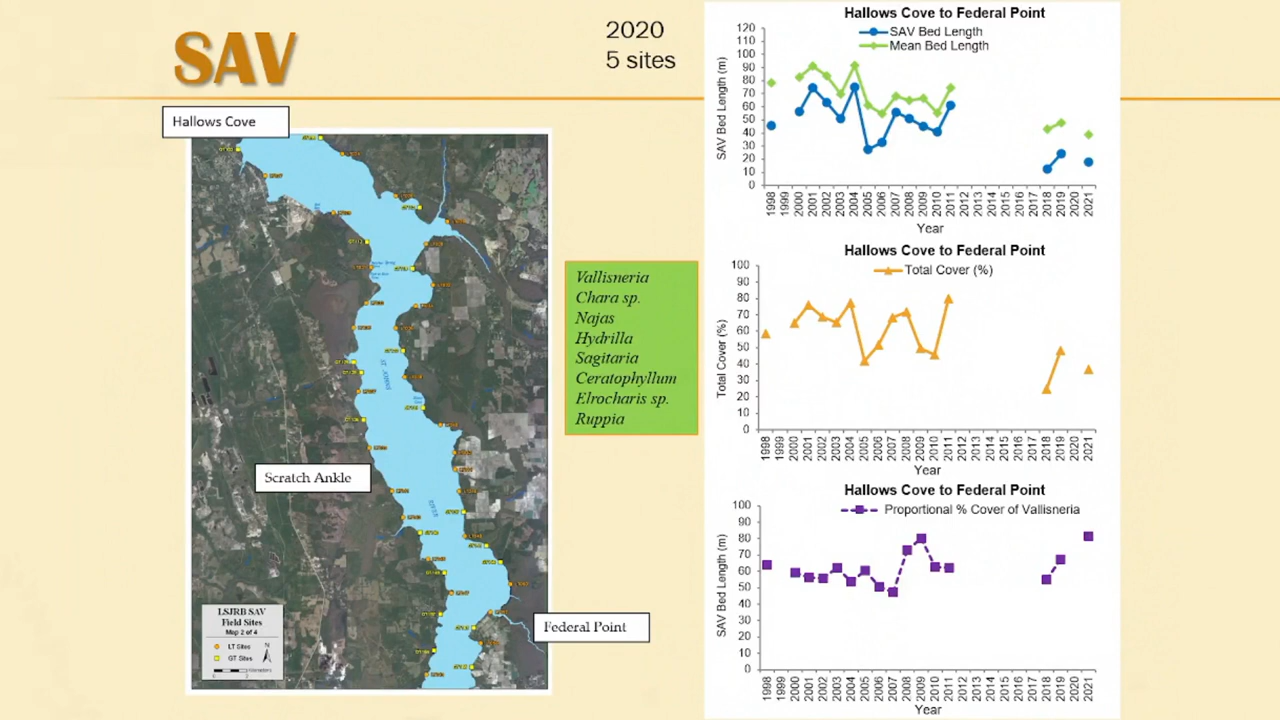 SAV
2020
5 sites
Hallows Cove
Scratch Ankle
Federal Point
ST. JOHNS
RIVER
LSJRB SAV
Field Sites
Map 2 of 4
N
LT Sites
GT Sites
Vallisneria
Chara sp.
Najas
Hydrilla
Sagitaria
Ceratophyllum
Elrocharis sp.
Ruppia
Hallows Cove to Federal Point
SAV Bed Length
Mean Bed Length
SAV Bed Length (m)
120
110
100
90
80
70
60
50
40
30
20
10
0
1998 1999 2000 2001 2002 2003 2004 2005 2006 2007 2008 2009 2010 2011 2012 2013 2014 2015 2016 2017 2018 2019 2020 2021
Year
Hallows Cove to Federal Point
Total Cover (%)
Total Cover (%)
100
90
80
70
60
50
40
30
20
10
0
1998 1999 2000 2001 2002 2003 2004 2005 2006 2007 2008 2009 2010 2011 2012 2013 2014 2015 2016 2017 2018 2019 2020 2021
Year
Hallows Cove to Federal Point
Proportional % Cover of Vallisneria
SAV Bed Length (m)
100
90
80
70
60
50
40
30
20
10
0
1998 1999 2000 2001 2002 2003 2004 2005 2006 2007 2008 2009 2010 2011 2012 2013 2014 2015 2016 2017 2018 2019 2020 2021
Year